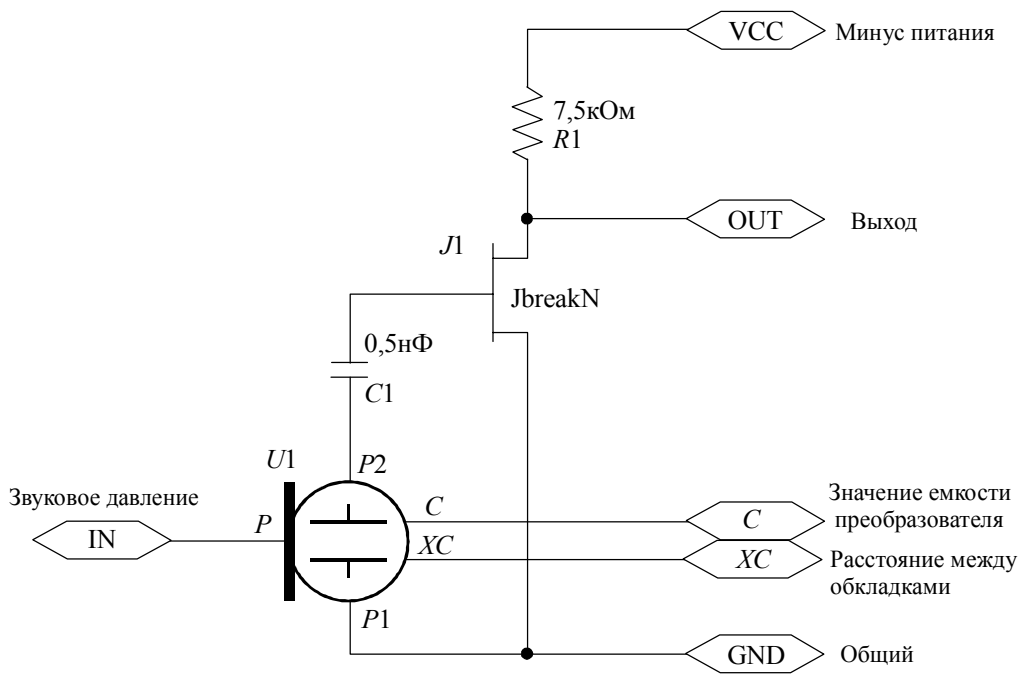 VCC
Минус питания
7,5кОм
R1
OUT
Выход
J1
JbreakN
0,5нФ
C1
U1
P2
Звуковое давление
IN
P
C
C
Значение емкости
преобразователя
XC
XC
Расстояние между
обкладками
P1
GND
Общий